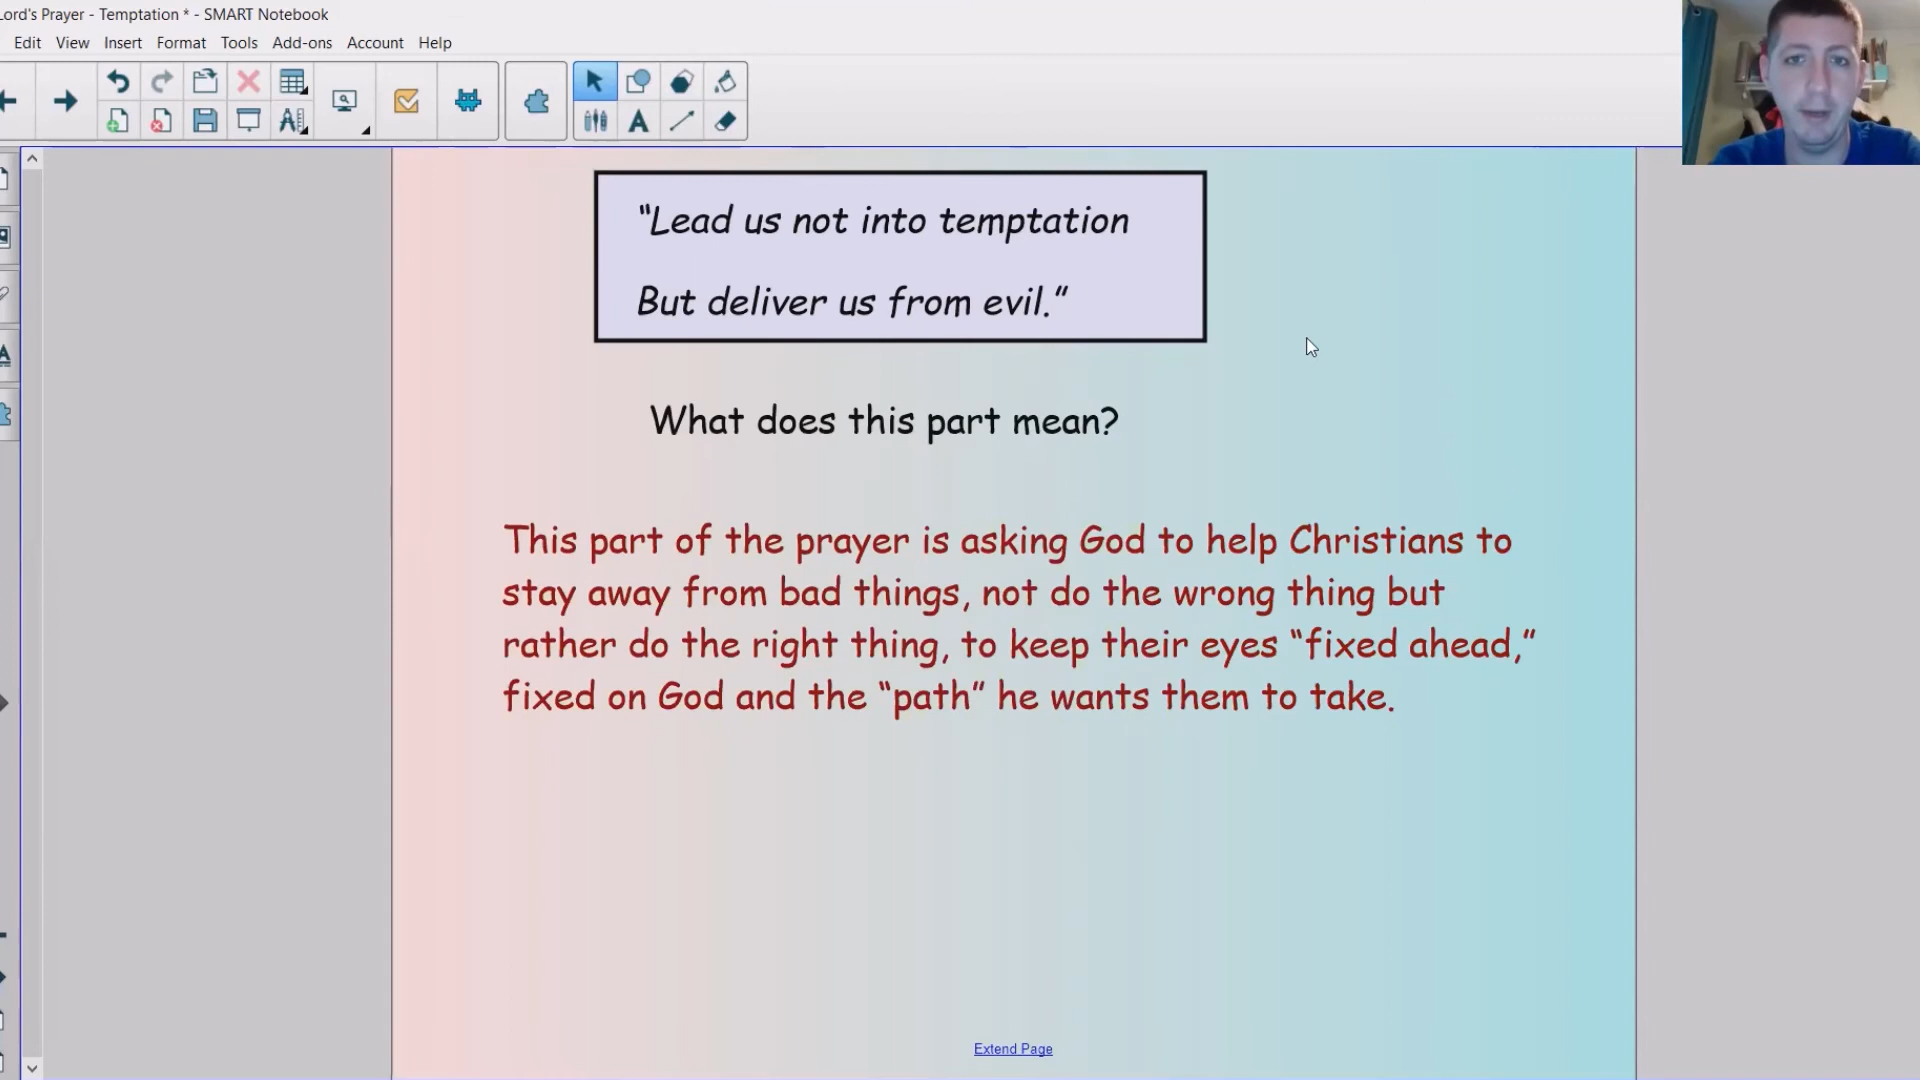 Lord's Prayer - Temptation * - SMART Notebook
Edit View Insert Format Tools Add-ons Account Help
“Lead us not into temptation
But deliver us from evil.”
What does this part mean?
This part of the prayer is asking God to help Christians to
stay away from bad things, not do the wrong thing but
rather do the right thing, to keep their eyes “fixed ahead,”
fixed on God and the “path” he wants them to take.
Extend Page